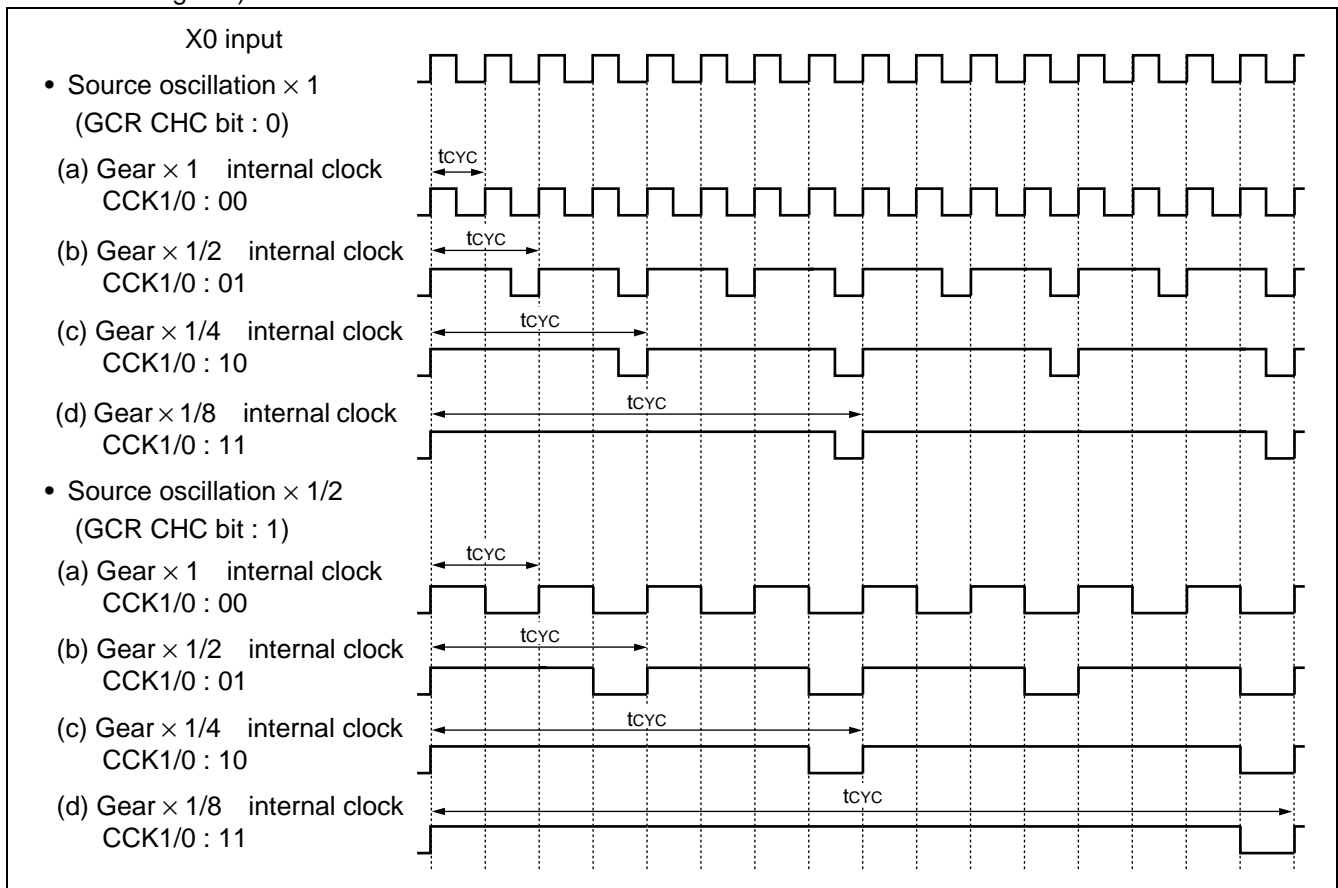 X0 input
• Source oscillation × 1
(GCR CHC bit : 0)
(a) Gear × 1 internal clock
CCK1/0 : 00
tCYC
(b) Gear × 1/2 internal clock
CCK1/0 : 01
tCYC
(c) Gear × 1/4 internal clock
CCK1/0 : 10
tCYC
(d) Gear × 1/8 internal clock
CCK1/0 : 11
tCYC
• Source oscillation × 1/2
(GCR CHC bit : 1)
(a) Gear × 1 internal clock
CCK1/0 : 00
tCYC
(b) Gear × 1/2 internal clock
CCK1/0 : 01
tCYC
(c) Gear × 1/4 internal clock
CCK1/0 : 10
tCYC
(d) Gear × 1/8 internal clock
CCK1/0 : 11
tCYC